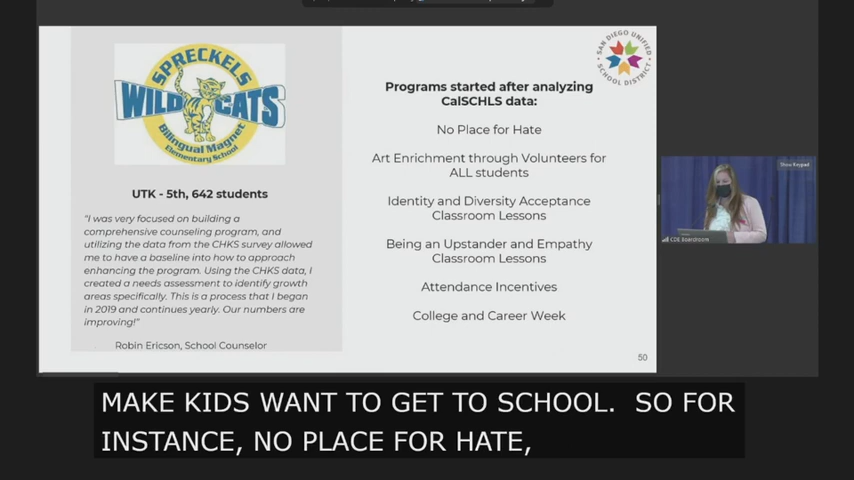 SPRECKELS
WILDCATS
Bilingual Magnet
Elementary School
UTK - 5th, 642 students
"I was very focused on building a
comprehensive counseling program, and
utilizing the data from the CHKS survey allowed
me to have a baseline into how to approach
enhancing the program. Using the CHKS data, I
created a needs assessment to identify growth
areas specifically. This is a process that I began
in 2019 and continues yearly. Our numbers are
improving!"
Robin Ericson, School Counselor
SAN DIEGO UNIFIED
SCHOOL DISTRICT
Programs started after analyzing
CalSCHLS data:
No Place for Hate
Art Enrichment through Volunteers for
ALL students
Identity and Diversity Acceptance
Classroom Lessons
Being an Upstander and Empathy
Classroom Lessons
Attendance Incentives
College and Career Week
50
Show Keypad
CDE Boardroom
MAKE KIDS WANT TO GET TO SCHOOL. SO FOR
INSTANCE, NO PLACE FOR HATE,